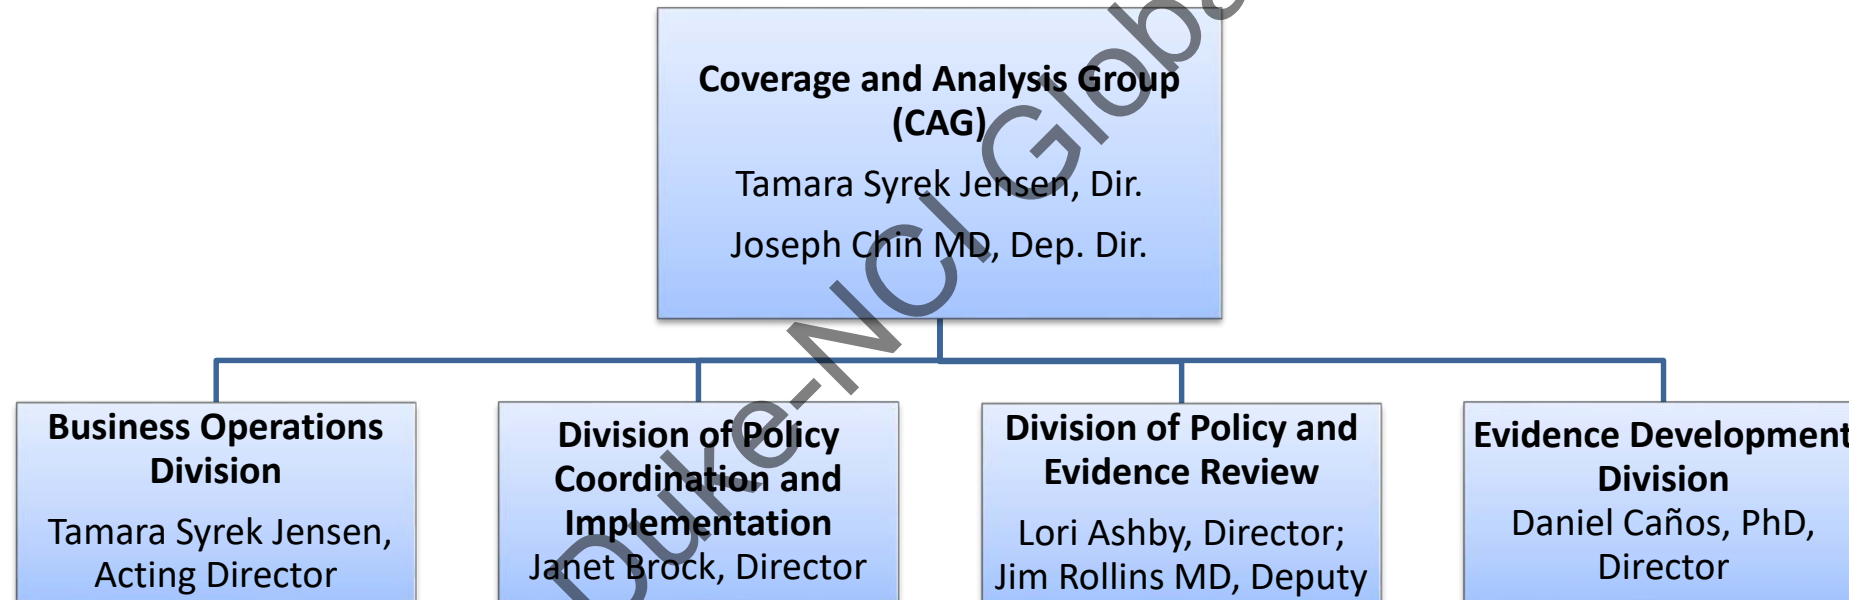 Coverage and Analysis Group
(CAG)
Tamara Syrek Jensen, Dir.
Joseph Chin MD, Dep. Dir.
Business Operations
Division
Tamara Syrek Jensen,
Acting Director
Division of Policy
Coordination and
Implementation
Janet Brock, Director
Division of Policy and
Evidence Review
Lori Ashby, Director;
Jim Rollins MD, Deputy
Evidence Development
Division
Daniel Caños, PhD,
Director
Duke-NCI